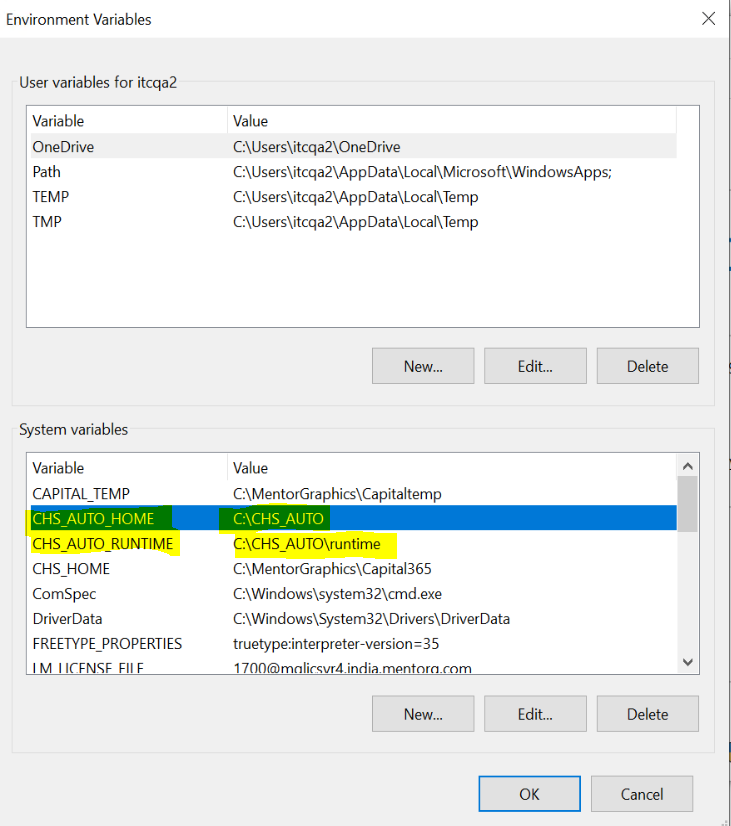 Environment Variables
User variables for itcqa2
Variable Value
OneDrive C:\Users\itcqa2\OneDrive
Path C:\Users\itcqa2\AppData\Local\Microsoft\WindowsApps;
TEMP C:\Users\itcqa2\AppData\Local\Temp
TMP C:\Users\itcqa2\AppData\Local\Temp
New... Edit... Delete
System variables
Variable Value
CAPITAL_TEMP C:\MentorGraphics\Capitaltemp
CHS_AUTO_HOME C:\CHS_AUTO
CHS_AUTO_RUNTIME C:\CHS_AUTO\runtime
CHS_HOME C:\MentorGraphics\Capital365
ComSpec C:\Windows\system32\cmd.exe
DriverData C:\Windows\System32\Drivers\DriverData
FREETYPE_PROPERTIES truetype:interpreter-version=35
LM_LICENSE_FILE 1700@mglicsvr4.india.mentorg.com
New... Edit... Delete
OK Cancel